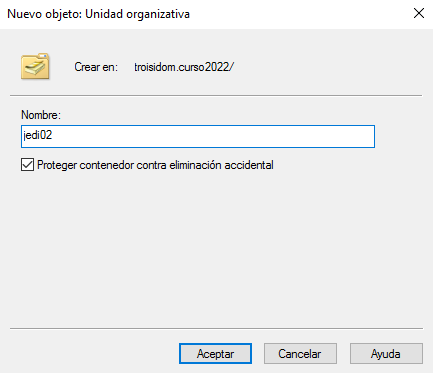 Nuevo objeto: Unidad organizativa
Crear en: troisidom.curso2022/
Nombre:
jedi02
Proteger contenedor contra eliminación accidental
Aceptar Cancelar Ayuda